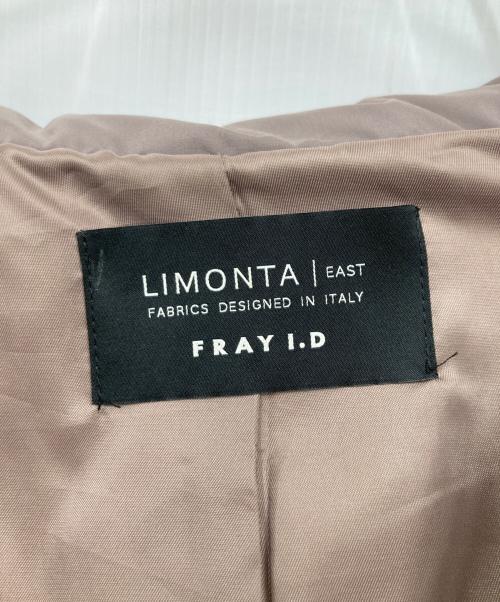 LIMONTA | EAST
FABRICS DESIGNED IN ITALY
FRAY I.D